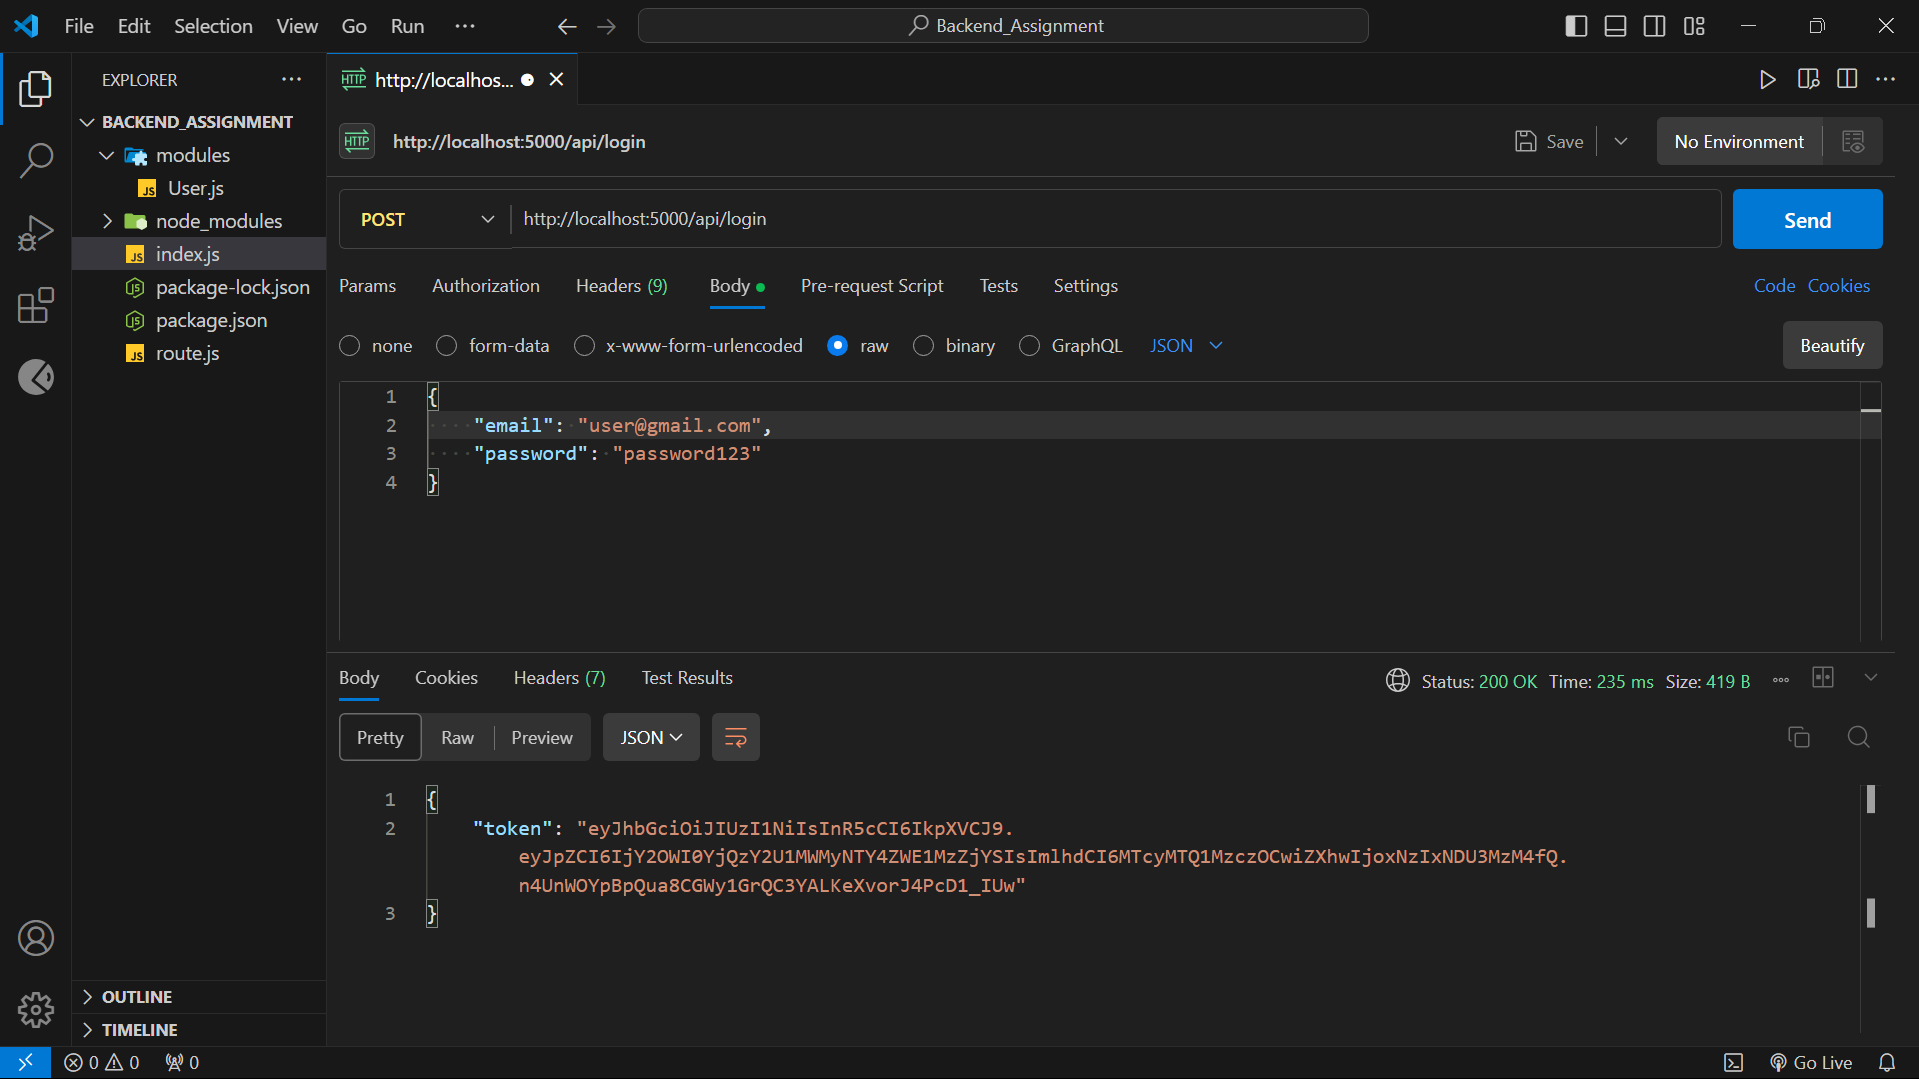 File Edit Selection View Go Run ···
Backend_Assignment
EXPLORER
HTTP http://localhos...
BACKEND_ASSIGNMENT
modules
JS User.js
node_modules
JS index.js
package-lock.json
package.json
JS route.js
HTTP http://localhost:5000/api/login
Save
No Environment
POST http://localhost:5000/api/login
Send
Params Authorization Headers (9) Body Pre-request Script Tests Settings
Code Cookies
none form-data x-www-form-urlencoded raw binary GraphQL JSON
Beautify
1 {
2 ····"email":·"user@gmail.com",
3 ····"password":·"password123"
4 }
Body Cookies Headers (7) Test Results
Status: 200 OK Time: 235 ms Size: 419 B
Pretty Raw Preview JSON
1 {
2 "token": "eyJhbGciOiJIUzI1NiIsInR5cCI6IkpXVCJ9.
eyJpZCI6IjY2OWI0YjQzY2U1MWMyNTY4ZWE1MzZjYSIsImlhdCI6MTcyMTQ1MzczOCwiZXhwIjoxNzIxNDU3MzM4fQ.
n4UnWOYpBpQua8CGWy1GrQC3YALKeXvorJ4PcD1_IUw"
3 }
OUTLINE
TIMELINE
0 0 0
Go Live